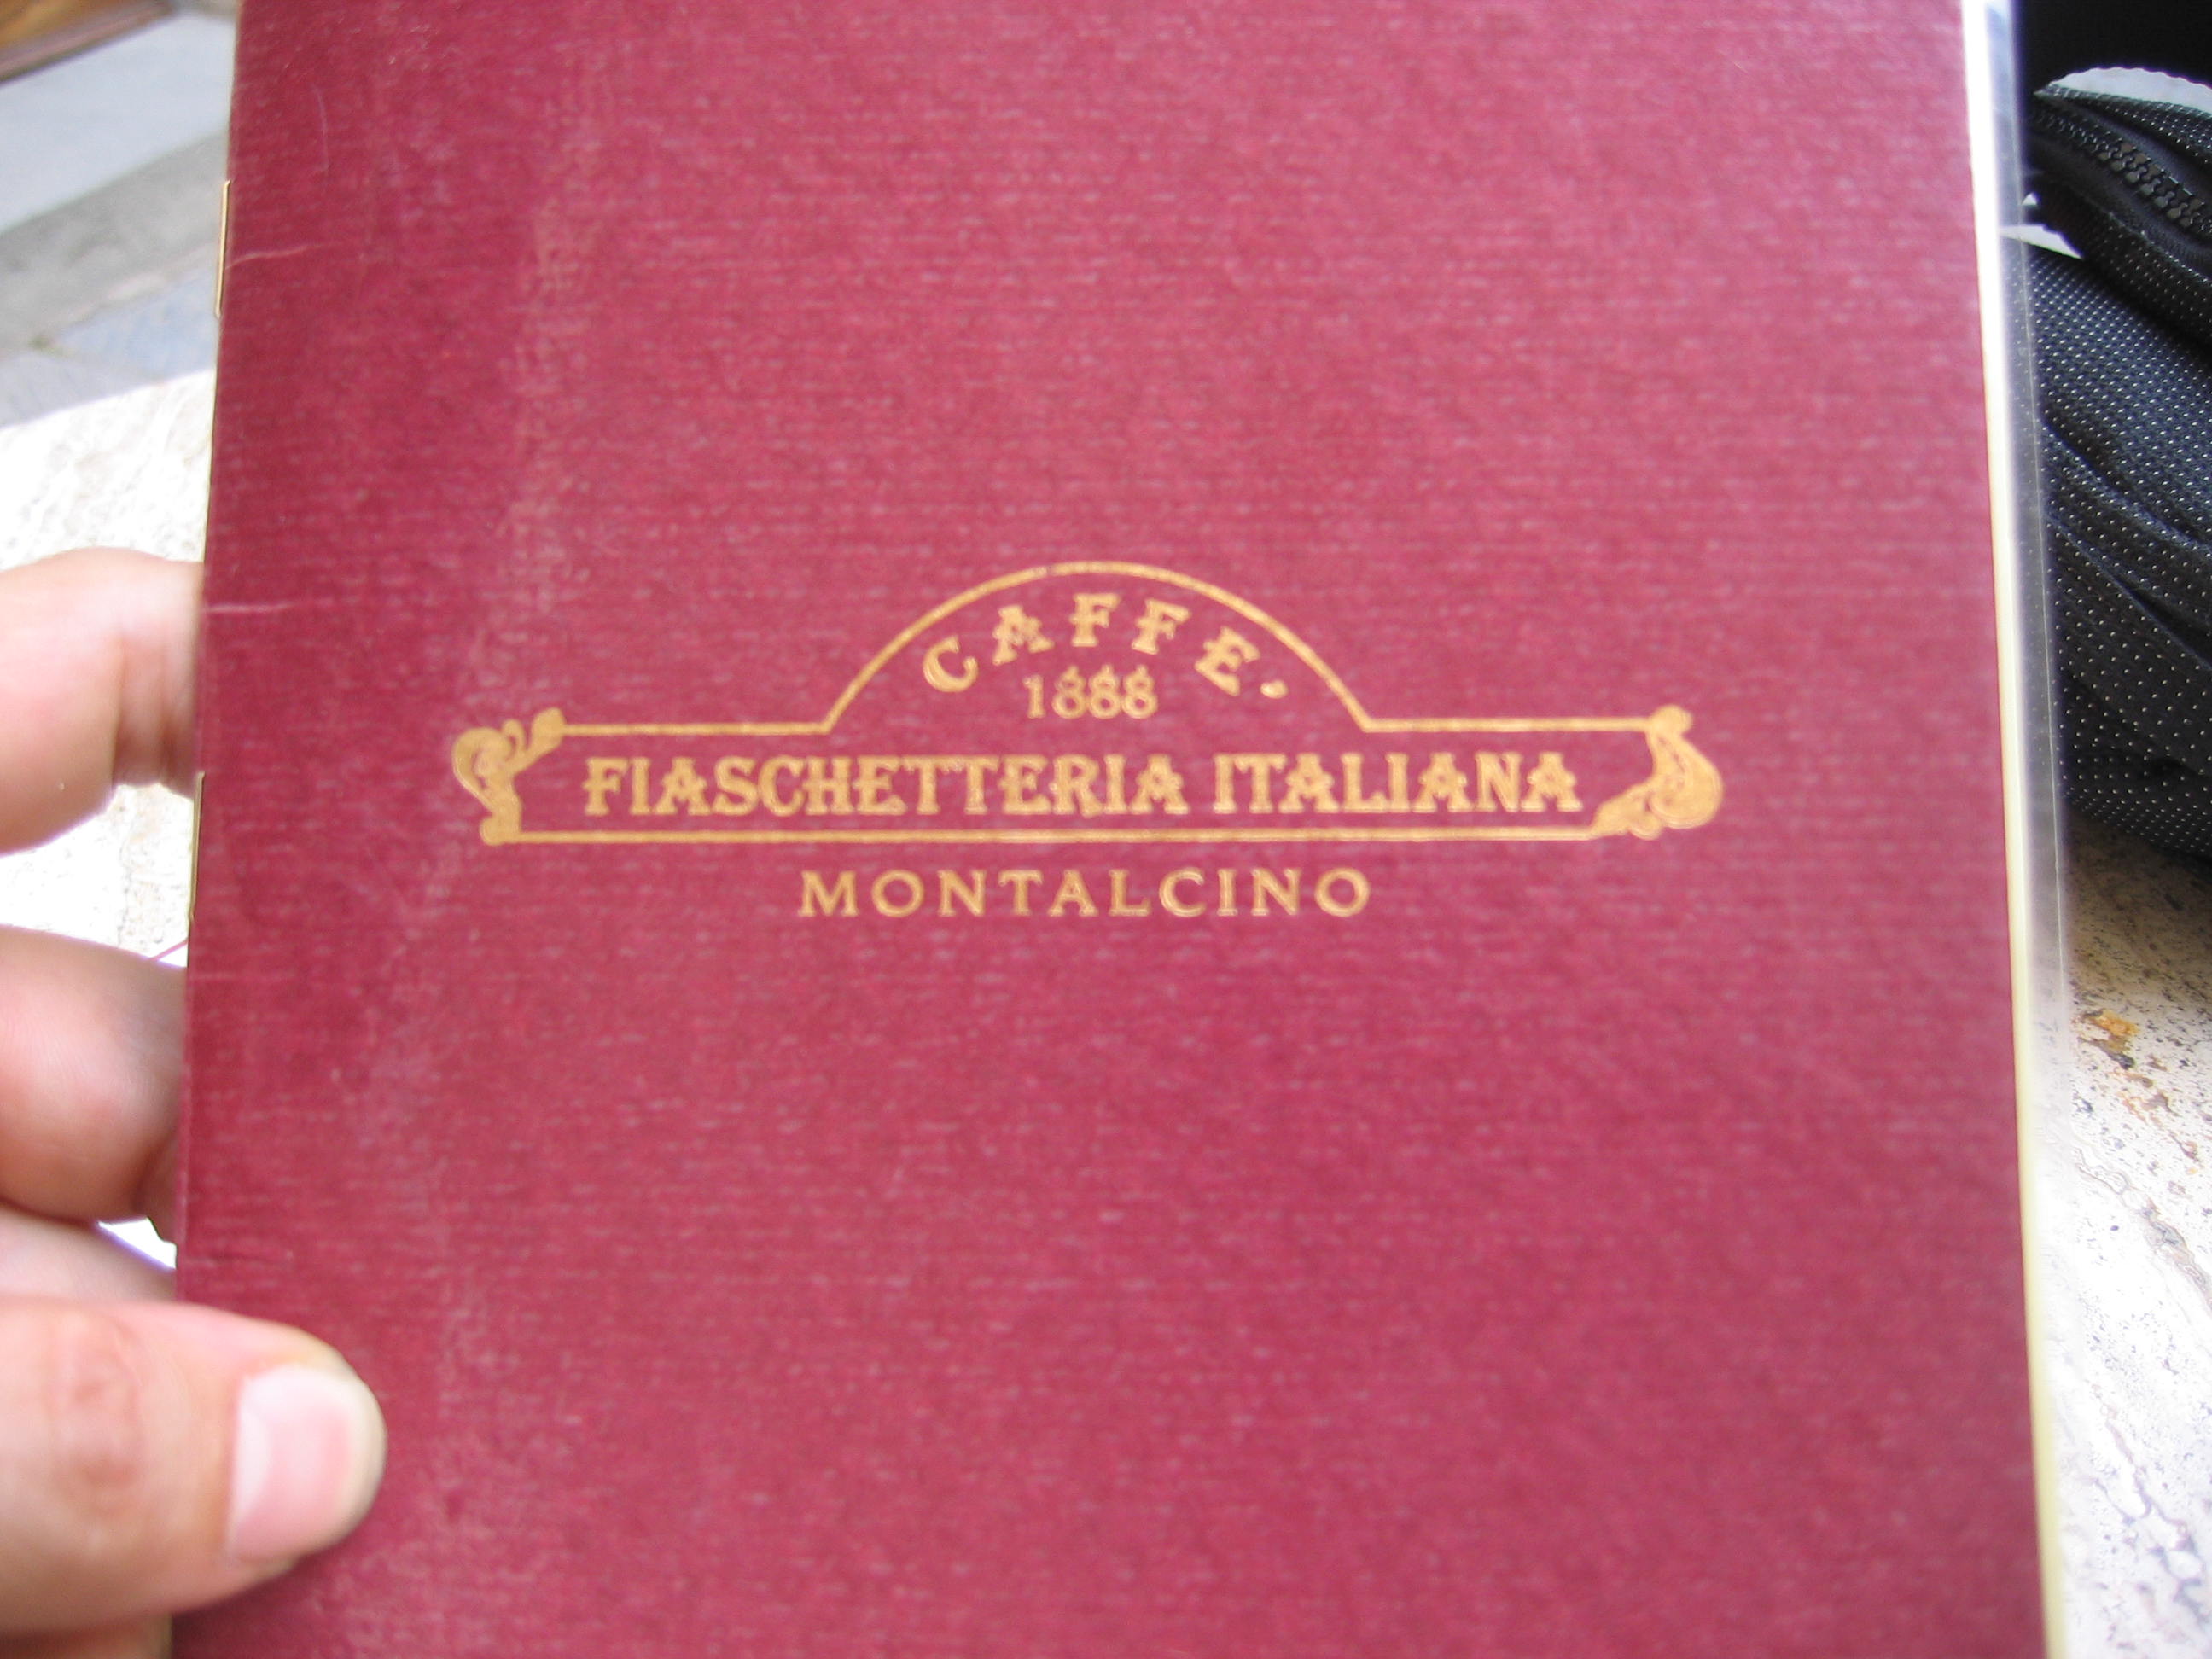 CAFFE'
1888
FIASCHETTERIA ITALIANA
MONTALCINO